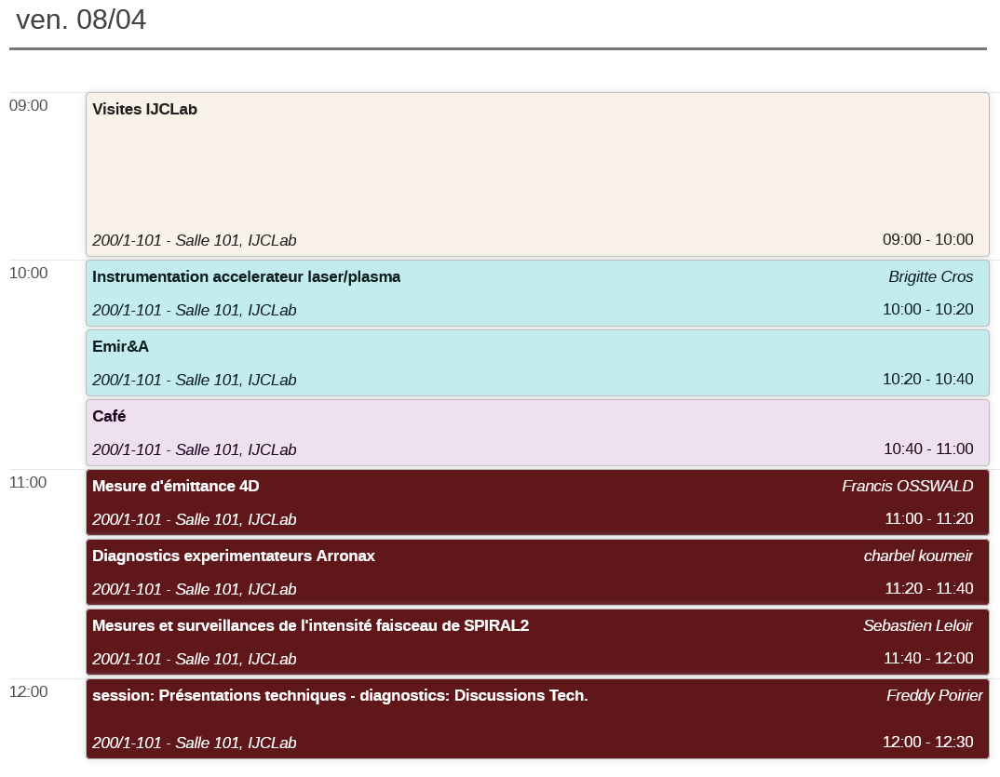 ven. 08/04
09:00
Visites IJCLab
200/1-101 - Salle 101, IJCLab
09:00 - 10:00
10:00
Instrumentation accelerateur laser/plasma
Brigitte Cros
200/1-101 - Salle 101, IJCLab
10:00 - 10:20
Emir&A
200/1-101 - Salle 101, IJCLab
10:20 - 10:40
Café
200/1-101 - Salle 101, IJCLab
10:40 - 11:00
11:00
Mesure d'émittance 4D
Francis OSSWALD
200/1-101 - Salle 101, IJCLab
11:00 - 11:20
Diagnostics experimentateurs Arronax
charbel koumeir
200/1-101 - Salle 101, IJCLab
11:20 - 11:40
Mesures et surveillances de l'intensité faisceau de SPIRAL2
Sebastien Leloir
200/1-101 - Salle 101, IJCLab
11:40 - 12:00
12:00
session: Présentations techniques - diagnostics: Discussions Tech.
Freddy Poirier
200/1-101 - Salle 101, IJCLab
12:00 - 12:30